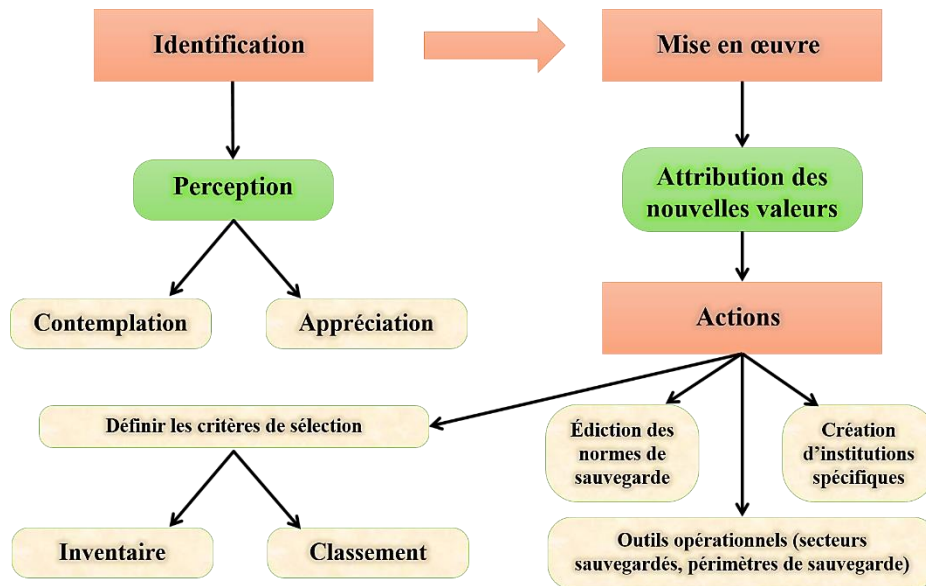 Identification
Mise en œuvre
Perception
Attribution des
nouvelles valeurs
Contemplation
Appréciation
Actions
Définir les critères de sélection
Édiction des
normes de
sauvegarde
Création
d'institutions
spécifiques
Inventaire
Classement
Outils opérationnels (secteurs
sauvegardés, périmètres de sauvegarde)